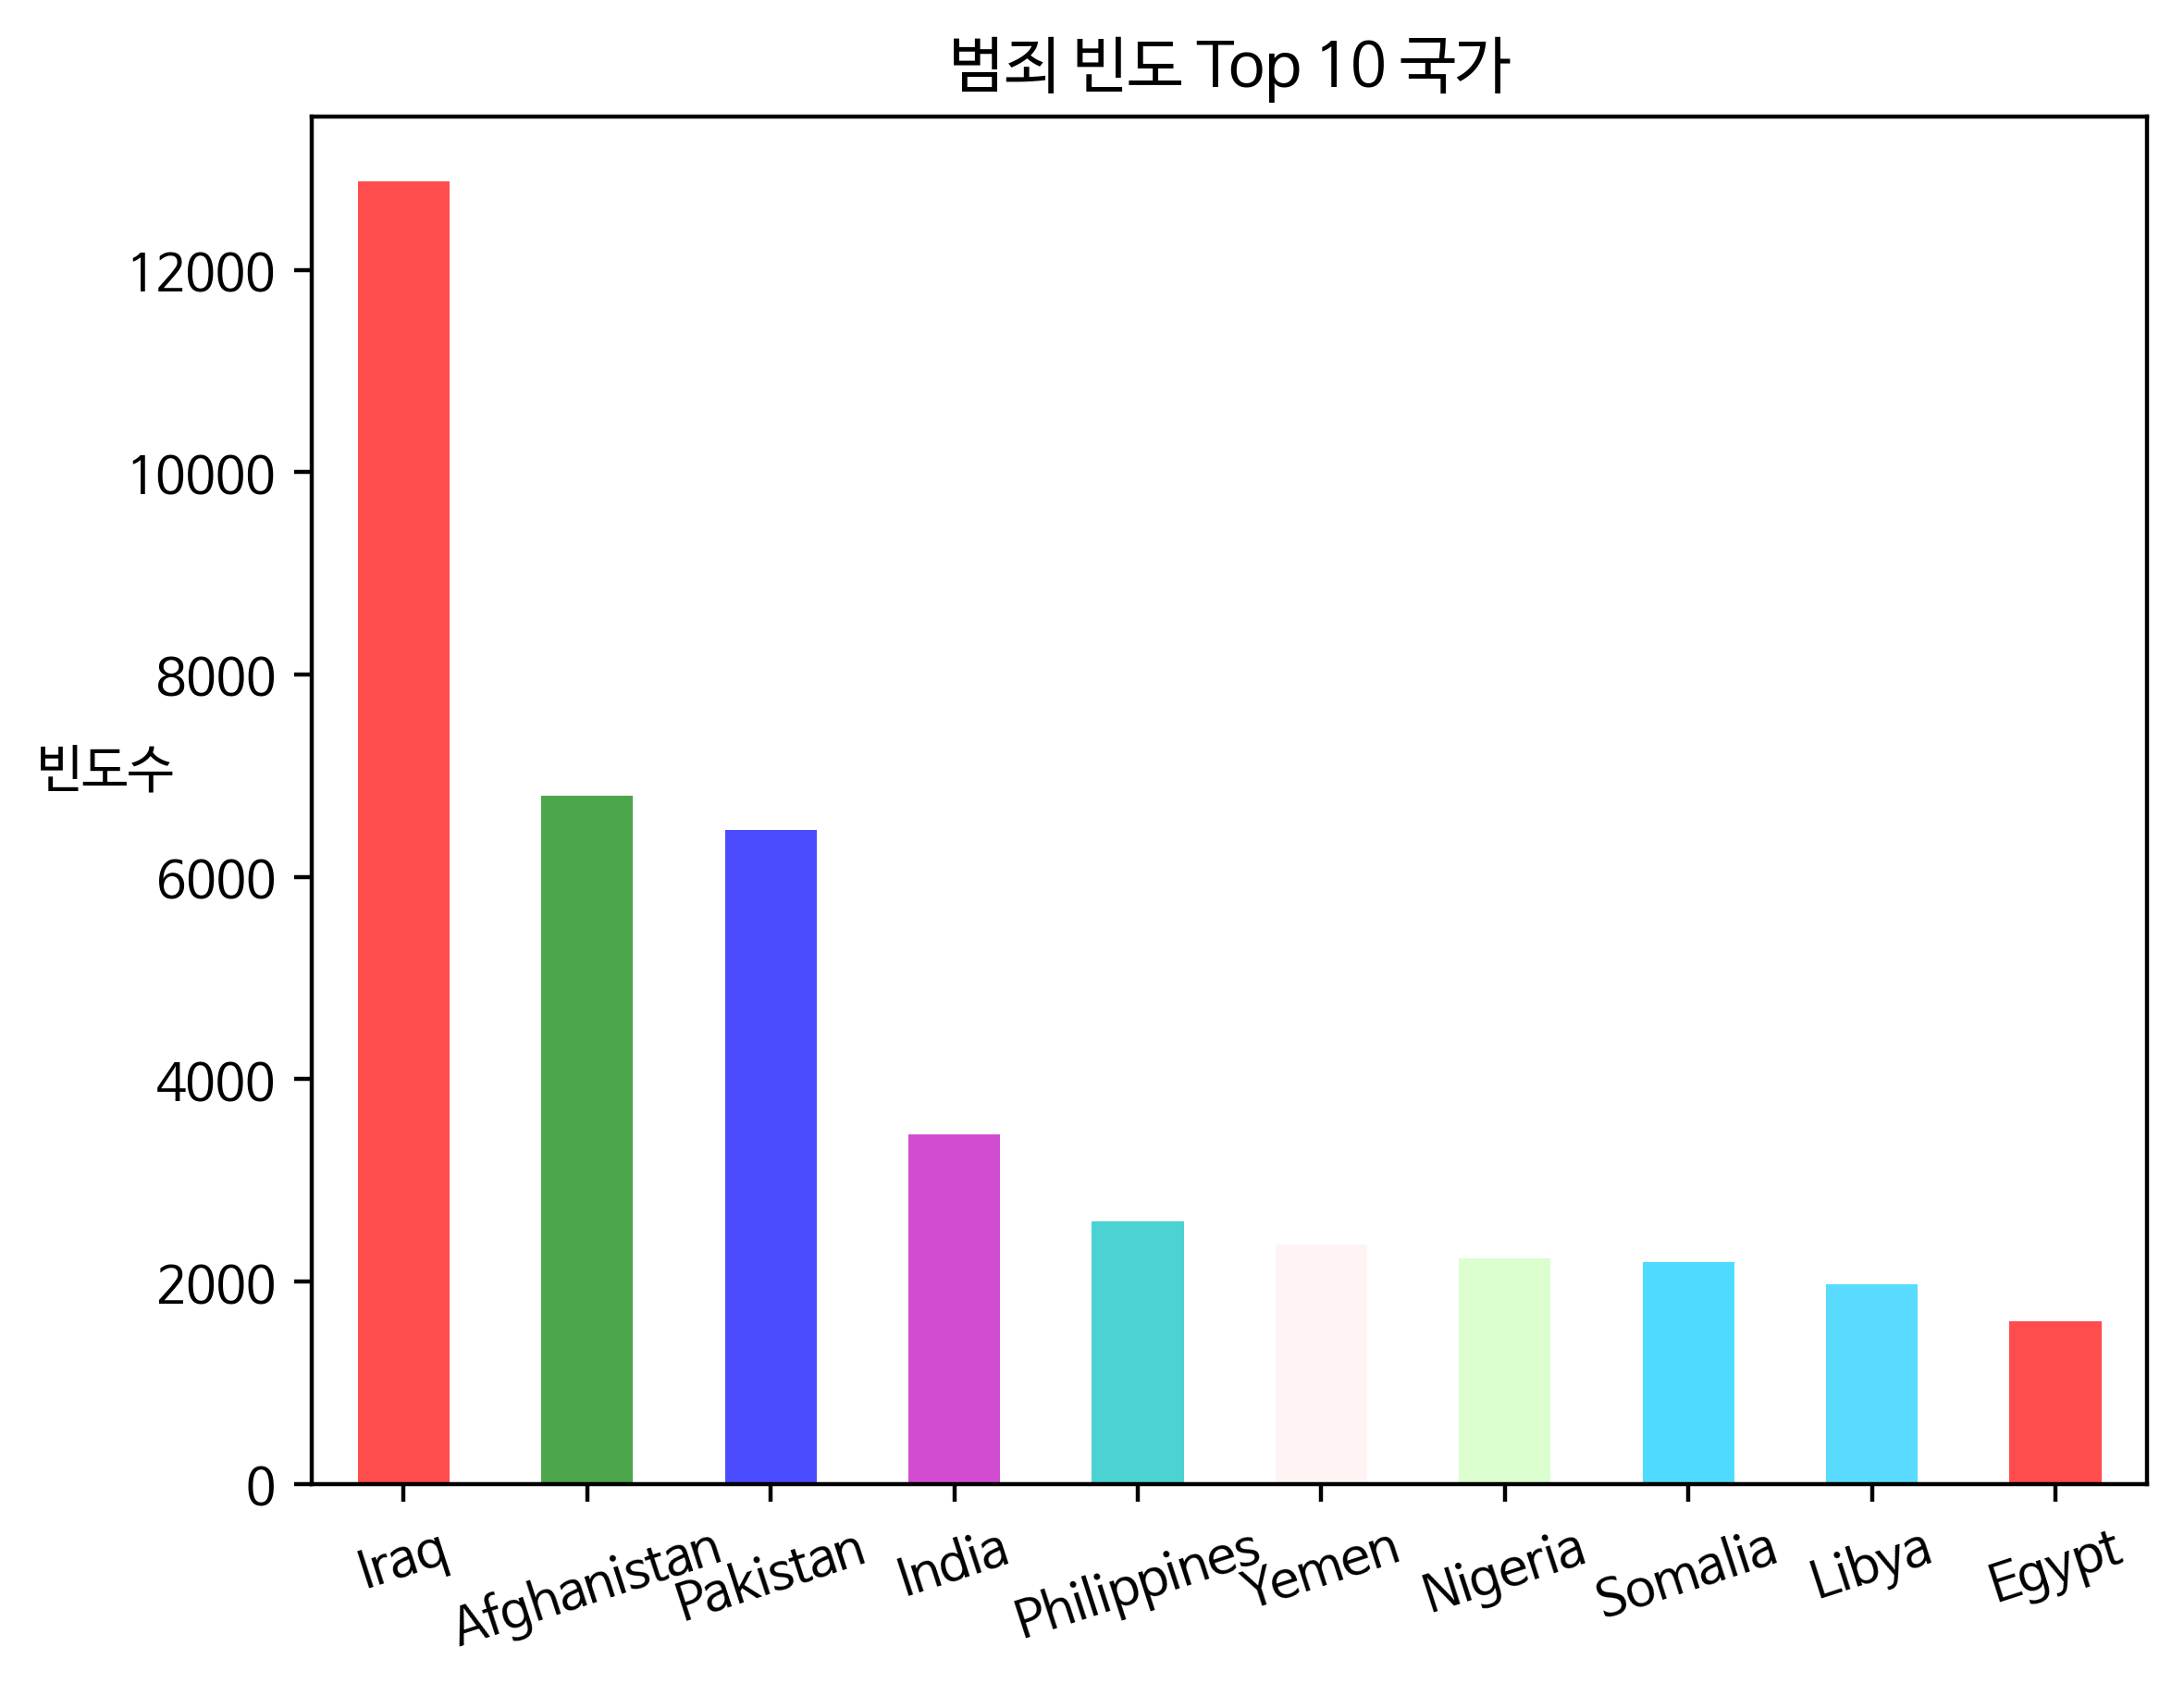 범죄 빈도 Top 10 국가
12000
10000
8000
빈도수
6000
4000
2000
0
Iraq
Afghanistan
Pakistan
India
Philippines
Yemen
Nigeria
Somalia
Libya
Egypt